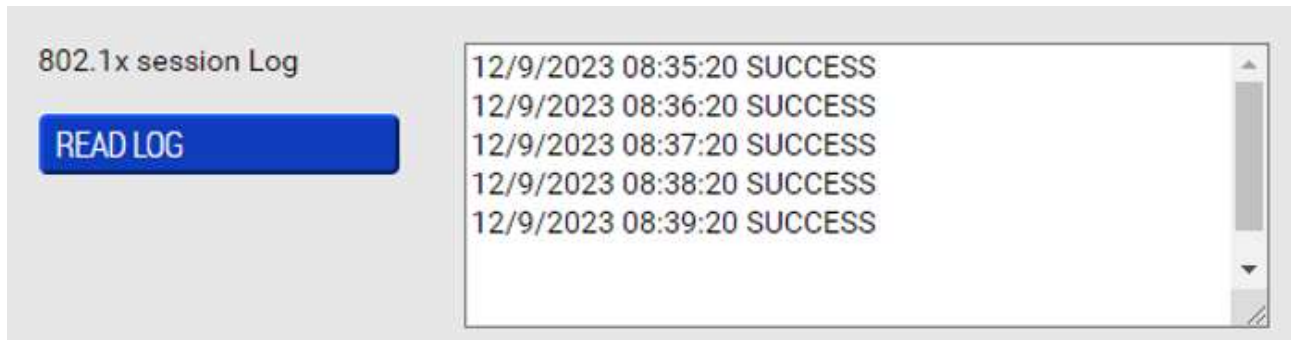 802.1x session Log
READ LOG
12/9/2023 08:35:20 SUCCESS
12/9/2023 08:36:20 SUCCESS
12/9/2023 08:37:20 SUCCESS
12/9/2023 08:38:20 SUCCESS
12/9/2023 08:39:20 SUCCESS